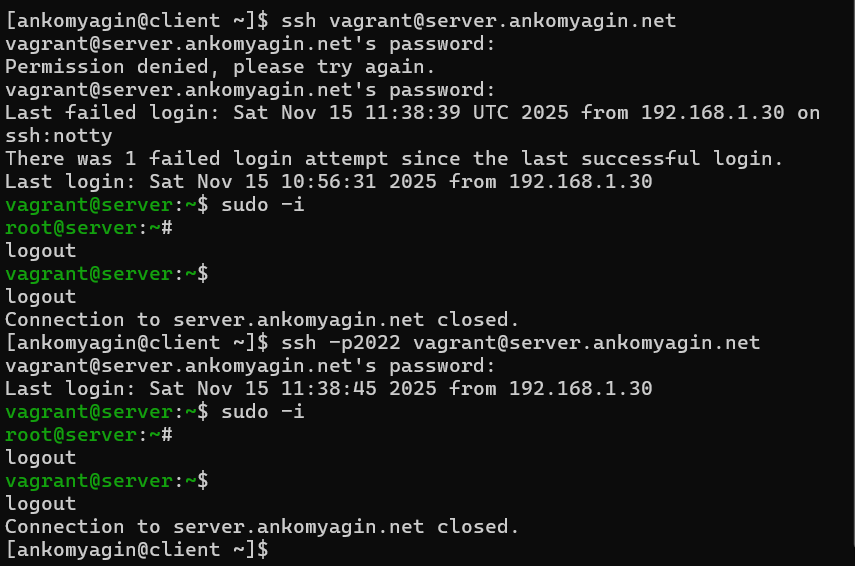 [ankomyagin@client ~]$ ssh vagrant@server.ankomyagin.net
vagrant@server.ankomyagin.net's password:
Permission denied, please try again.
vagrant@server.ankomyagin.net's password:
Last failed login: Sat Nov 15 11:38:39 UTC 2025 from 192.168.1.30 on
ssh:notty
There was 1 failed login attempt since the last successful login.
Last login: Sat Nov 15 10:56:31 2025 from 192.168.1.30
vagrant@server:~$ sudo -i
root@server:~#
logout
vagrant@server:~$
logout
Connection to server.ankomyagin.net closed.
[ankomyagin@client ~]$ ssh -p2022 vagrant@server.ankomyagin.net
vagrant@server.ankomyagin.net's password:
Last login: Sat Nov 15 11:38:45 2025 from 192.168.1.30
vagrant@server:~$ sudo -i
root@server:~#
logout
vagrant@server:~$
logout
Connection to server.ankomyagin.net closed.
[ankomyagin@client ~]$